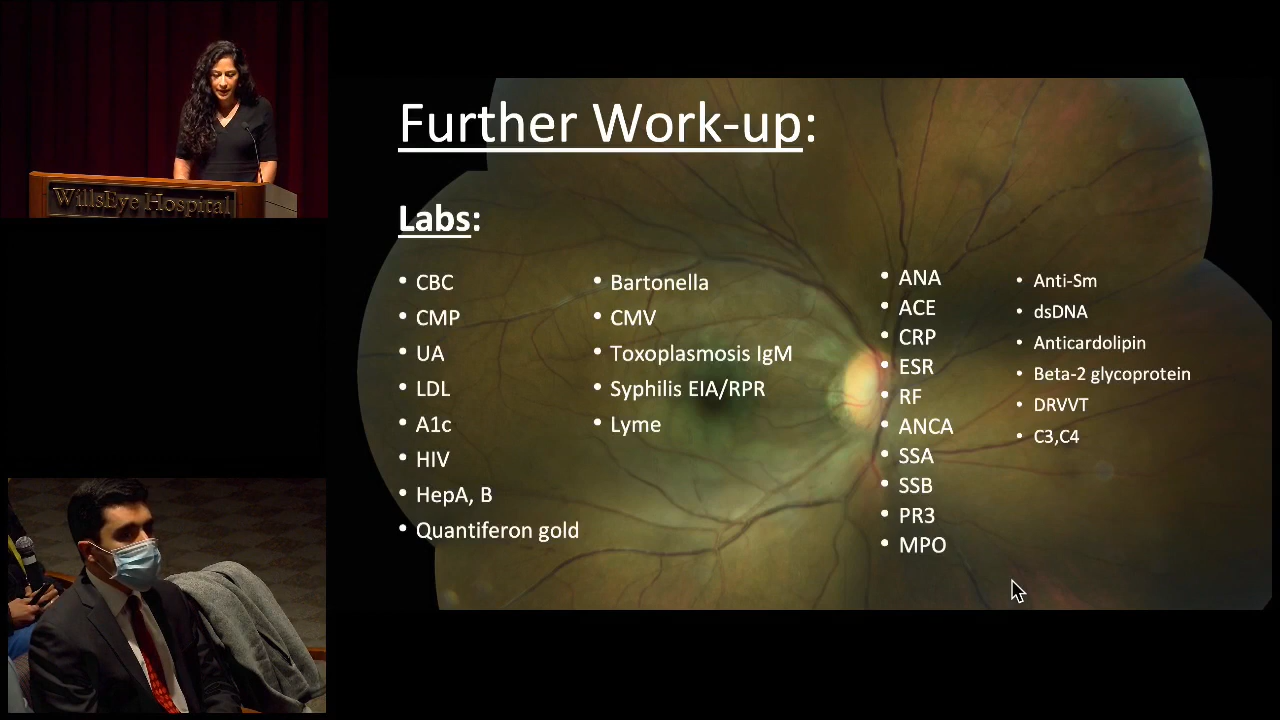 WillsEye Hospital
Further Work-up:
Labs:
• CBC
• CMP
• UA
• LDL
• A1c
• HIV
• HepA, B
• Quantiferon gold
• Bartonella
• CMV
• Toxoplasmosis IgM
• Syphilis EIA/RPR
• Lyme
• ANA
• ACE
• CRP
• ESR
• RF
• ANCA
• SSA
• SSB
• PR3
• MPO
• Anti-Sm
• dsDNA
• Anticardolipin
• Beta-2 glycoprotein
• DRVVT
• C3,C4